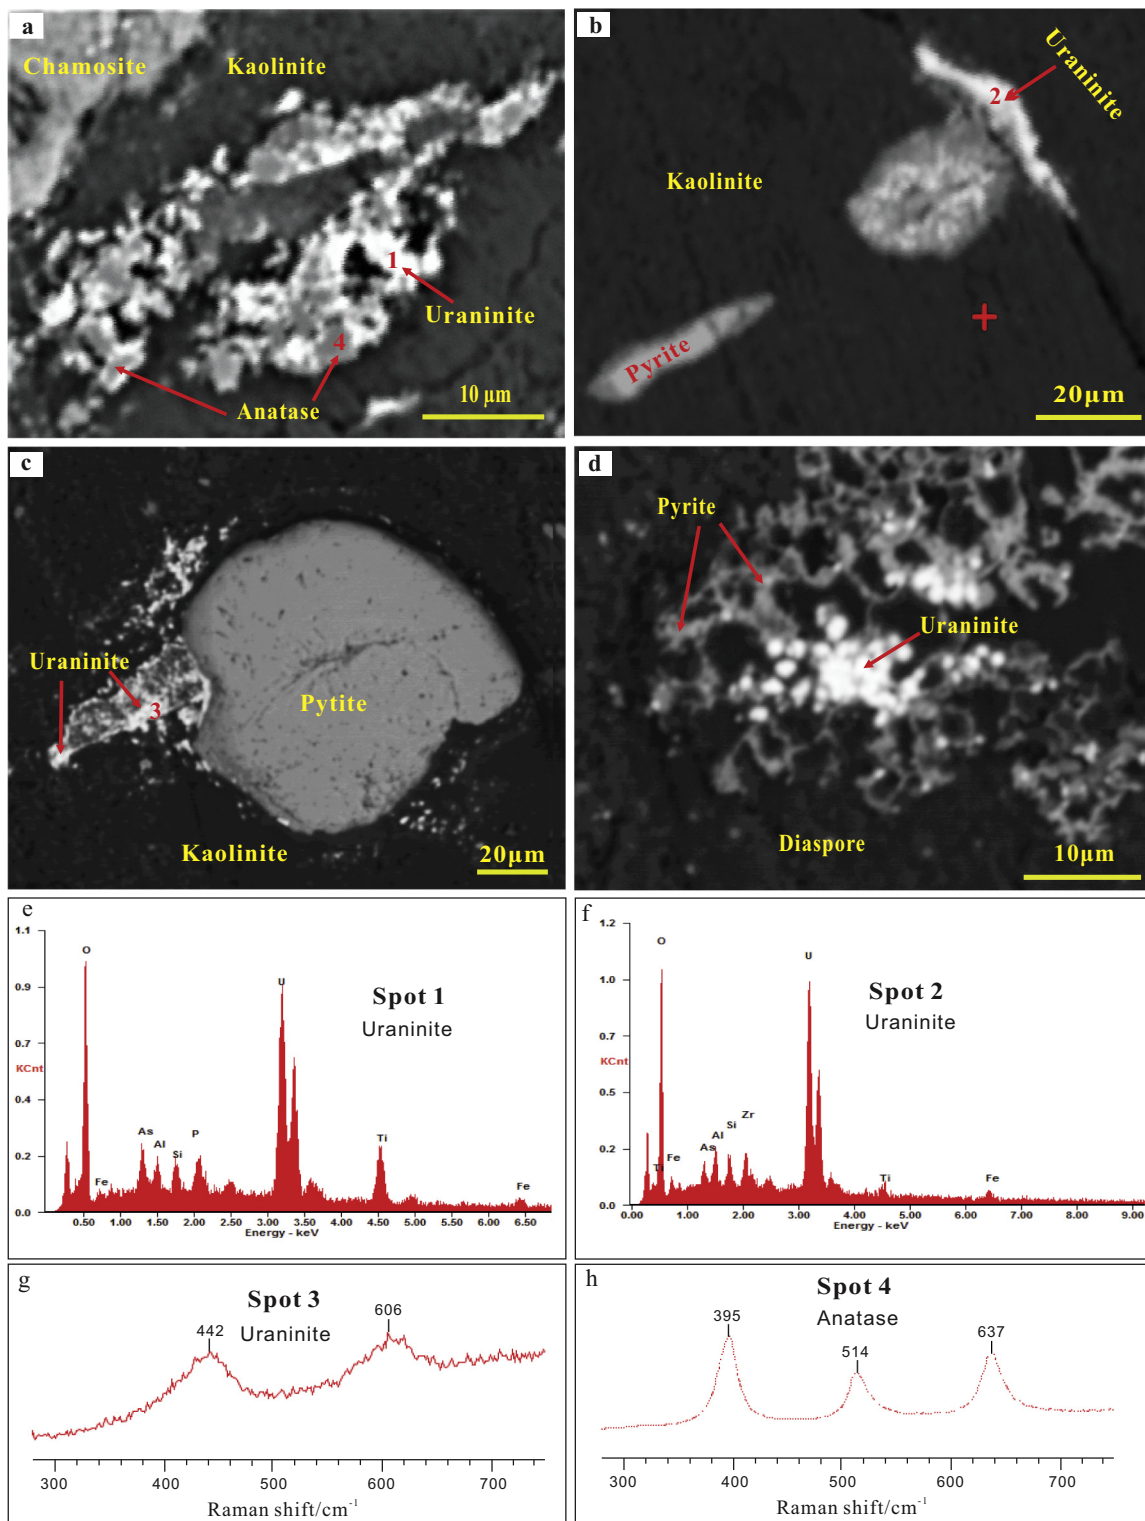 a
Chamosite
Kaolinite
1
Uraninite
4
Anatase
10 μm
b
Uraninite
2
Kaolinite
Pyrite
20μm
c
Uraninite
3
Pytite
Kaolinite
20μm
d
Pyrite
Uraninite
Diaspore
10μm
e
1.1
0.9
0.7
KCnt
0.4
0.2
0.0
O
Fe
As
Al
Si
P
U
Ti
Fe
Spot 1
Uraninite
0.50 1.00 1.50 2.00 2.50 3.00 3.50 4.00 4.50 5.00 5.50 6.00 6.50
Energy - keV
f
1.2
1.0
0.7
KCnt
0.5
0.2
0.0
O
Ti
Fe
As
Al
Si
Zr
U
Ti
Fe
Spot 2
Uraninite
0.00 1.00 2.00 3.00 4.00 5.00 6.00 7.00 8.00 9.00
Energy - keV
g
Spot 3
Uraninite
442
606
300 400 500 600 700
Raman shift/cm⁻¹
h
Spot 4
Anatase
395
514
637
300 400 500 600 700
Raman shift/cm⁻¹